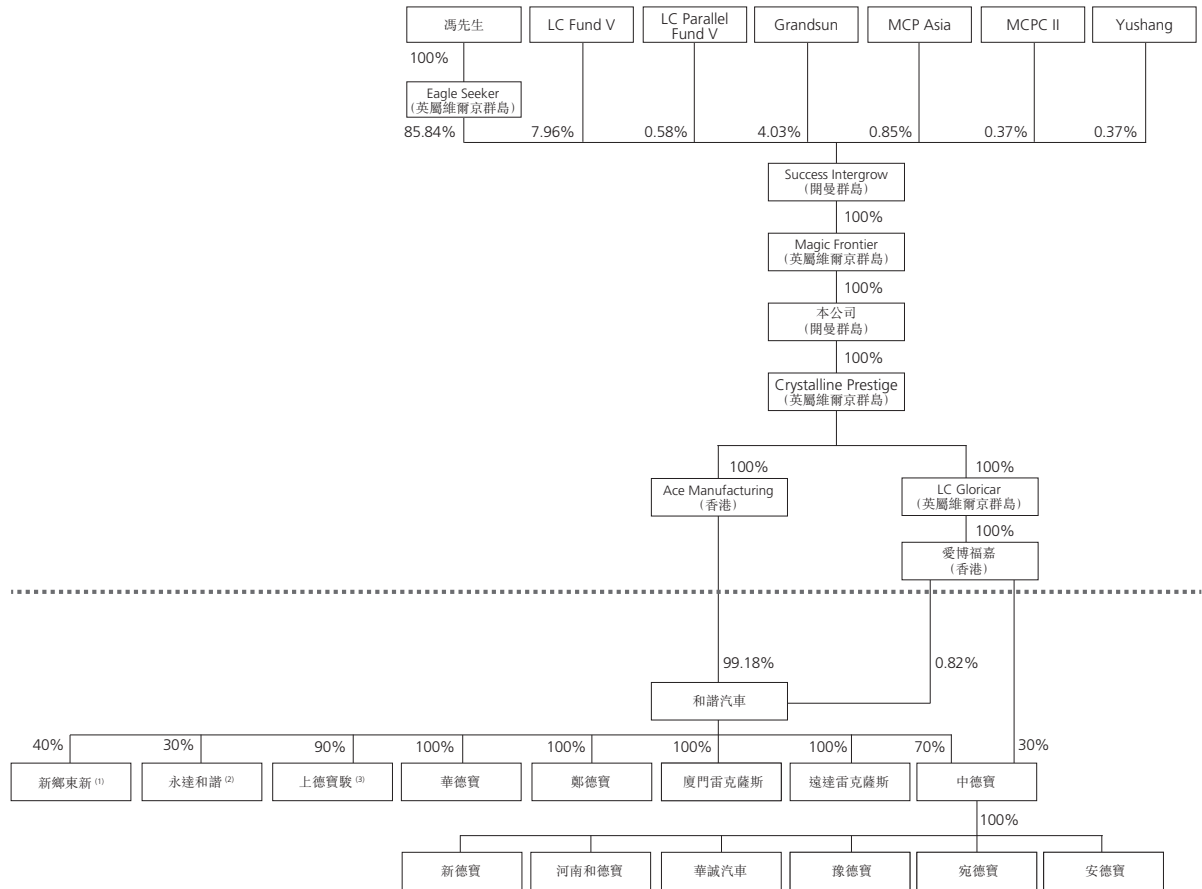 馮先生
LC Fund V
LC Parallel
Fund V
Grandsun
MCP Asia
MCPC II
Yushang
100%
Eagle Seeker
(英屬維爾京群島)
85.84%
7.96%
0.58%
4.03%
0.85%
0.37%
0.37%
Success Intergrow
(開曼群島)
100%
Magic Frontier
(英屬維爾京群島)
100%
本公司
(開曼群島)
100%
Crystalline Prestige
(英屬維爾京群島)
100%
100%
Ace Manufacturing
(香港)
LC Gloricar
(英屬維爾京群島)
100%
愛博福嘉
(香港)
99.18%
0.82%
和諧汽車
40%
30%
90%
100%
100%
100%
100%
70%
30%
新鄉東新 (1)
永達和諧 (2)
上德寶駿 (3)
華德寶
鄭德寶
廈門雷克薩斯
遠達雷克薩斯
中德寶
100%
新德寶
河南和德寶
華誠汽車
豫德寶
宛德寶
安德寶